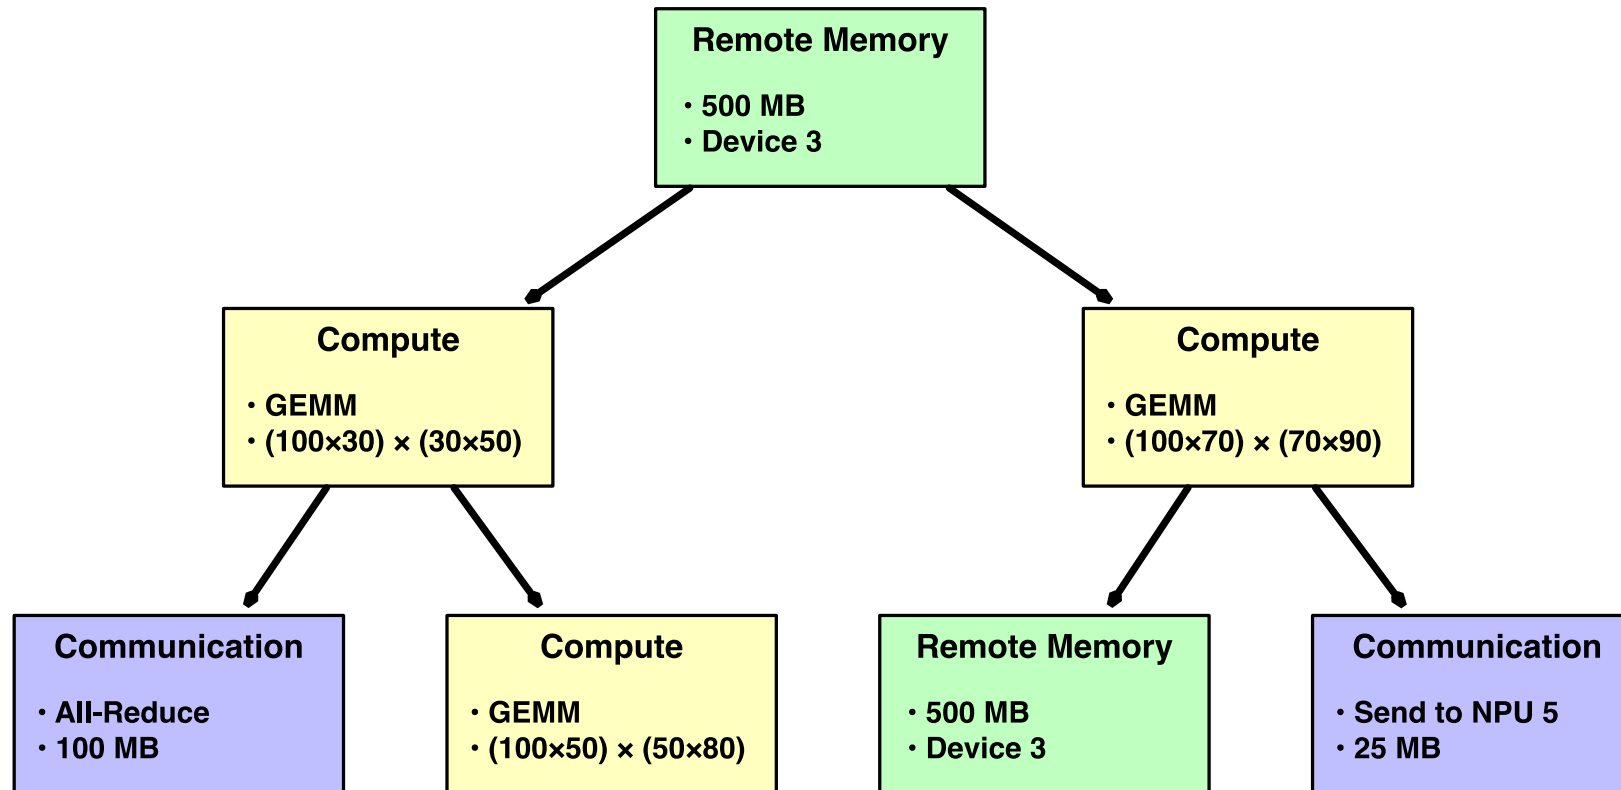 Remote Memory
· 500 MB
· Device 3
Compute
· GEMM
· (100×30) × (30×50)
Compute
· GEMM
· (100×70) × (70×90)
Communication
· All-Reduce
· 100 MB
Compute
· GEMM
· (100×50) × (50×80)
Remote Memory
· 500 MB
· Device 3
Communication
· Send to NPU 5
· 25 MB